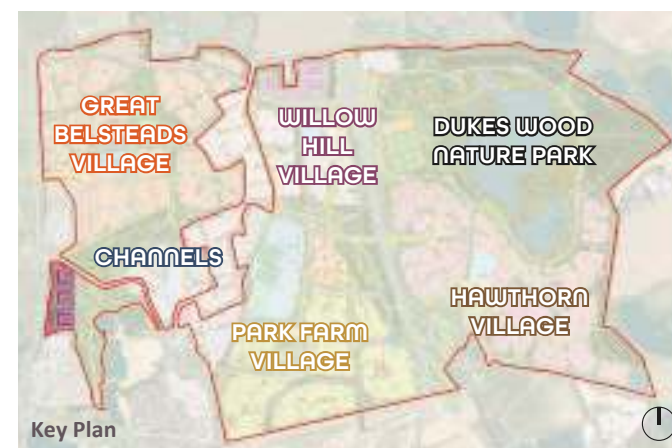 GREAT
BELSTEADS
VILLAGE
WILLOW
HILL
VILLAGE
DUKES WOOD
NATURE PARK
CHANNELS
HAWTHORN
VILLAGE
PARK FARM
VILLAGE
Key Plan